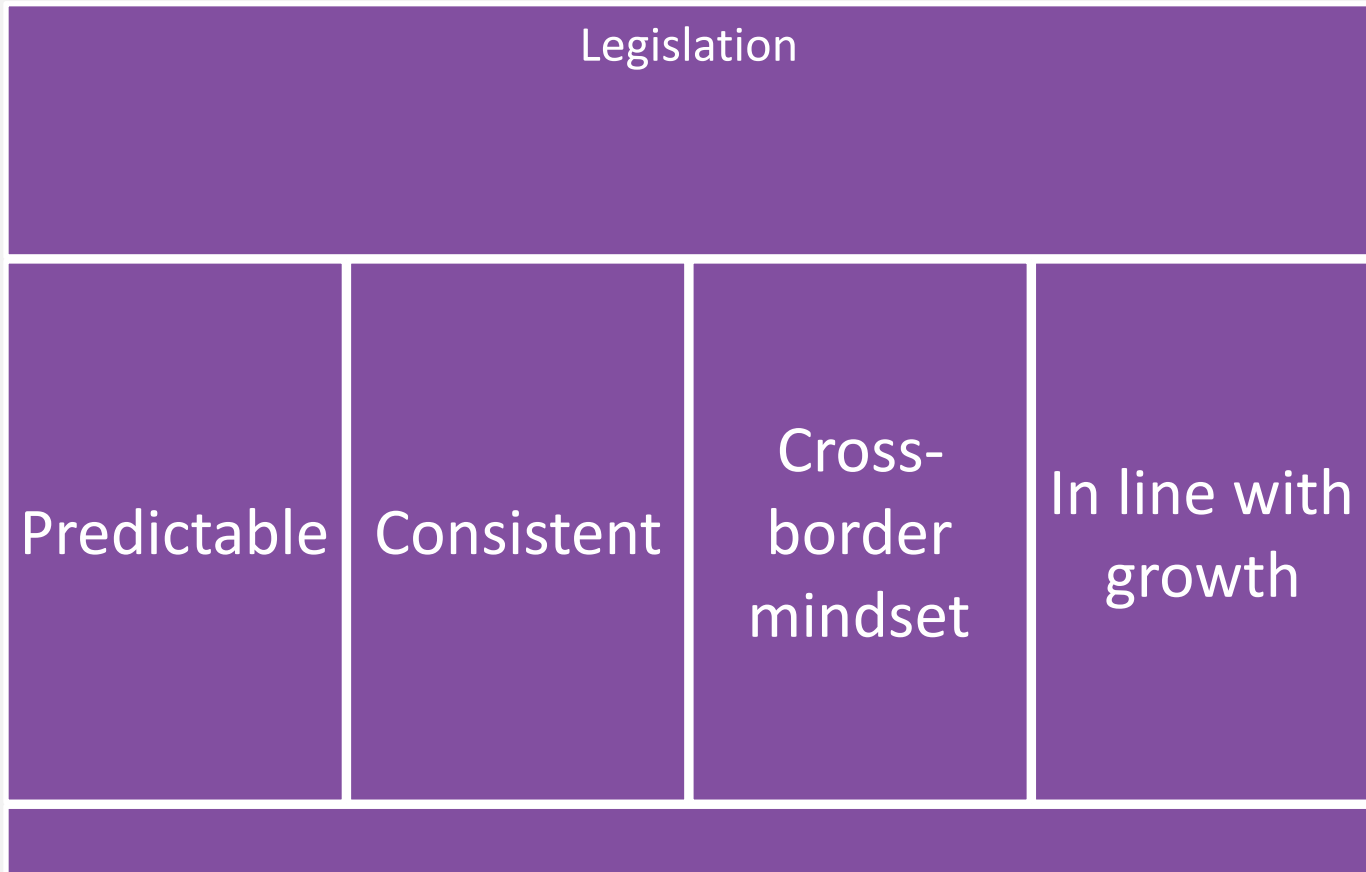 Legislation
Predictable
Consistent
Cross-
border
mindset
In line with
growth